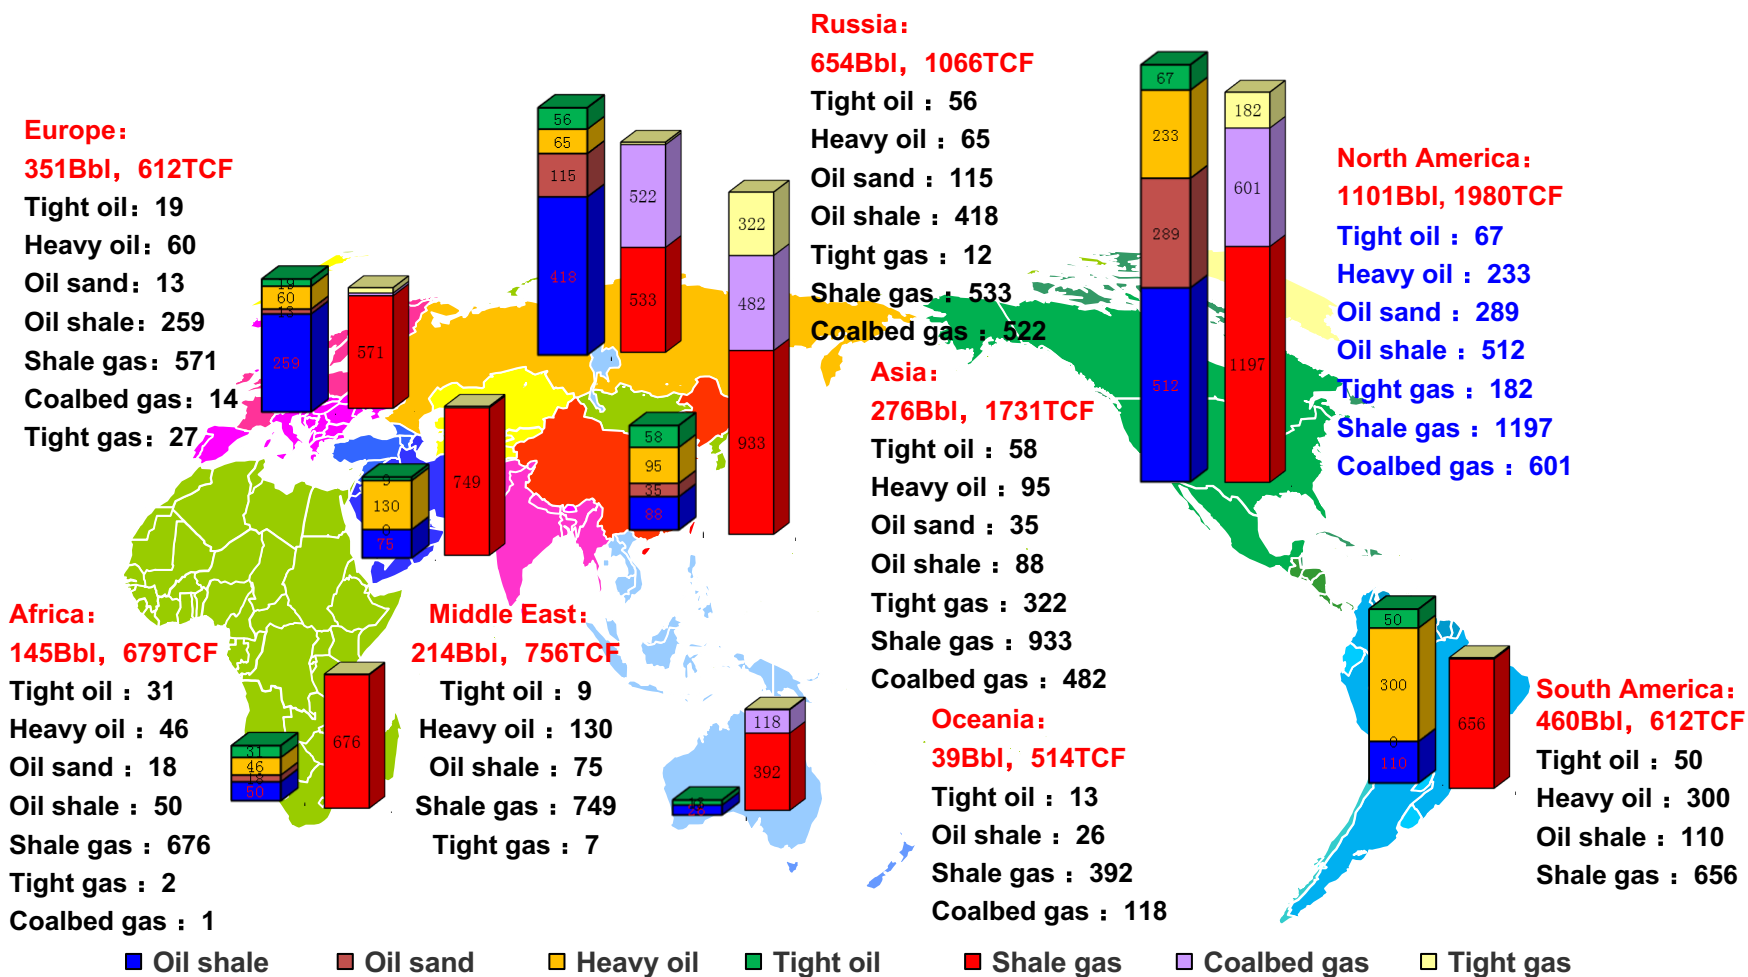 Russia：
654Bbl， 1066TCF
Tight oil：56
Heavy oil：65
Oil sand：115
Oil shale：418
Tight gas：12
Shale gas：533
Coalbed gas：522
Europe：
351Bbl， 612TCF
Tight oil：19
Heavy oil：60
Oil sand：13
Oil shale：259
Shale gas：571
Coalbed gas：14
Tight gas：27
North America：
1101Bbl, 1980TCF
Tight oil：67
Heavy oil：233
Oil sand：289
Oil shale：512
Tight gas：182
Shale gas：1197
Coalbed gas：601
Asia：
276Bbl， 1731TCF
Tight oil：58
Heavy oil：95
Oil sand：35
Oil shale：88
Tight gas：322
Shale gas：933
Coalbed gas：482
Africa：
145Bbl， 679TCF
Tight oil：31
Heavy oil：46
Oil sand：18
Oil shale：50
Shale gas：676
Tight gas：2
Coalbed gas：1
Middle East：
214Bbl， 756TCF
Tight oil：9
Heavy oil：130
Oil shale：75
Shale gas：749
Tight gas：7
Oceania：
39Bbl， 514TCF
Tight oil：13
Oil shale：26
Shale gas：392
Coalbed gas：118
South America：
460Bbl， 612TCF
Tight oil：50
Heavy oil：300
Oil shale：110
Shale gas：656
56
65
115
418
522
533
19
60
13
259
571
322
482
933
67
233
289
512
182
601
1197
58
95
35
88
9
130
0
75
749
31
46
18
50
676
118
392
50
300
0
110
656
Oil shale
Oil sand
Heavy oil
Tight oil
Shale gas
Coalbed gas
Tight gas